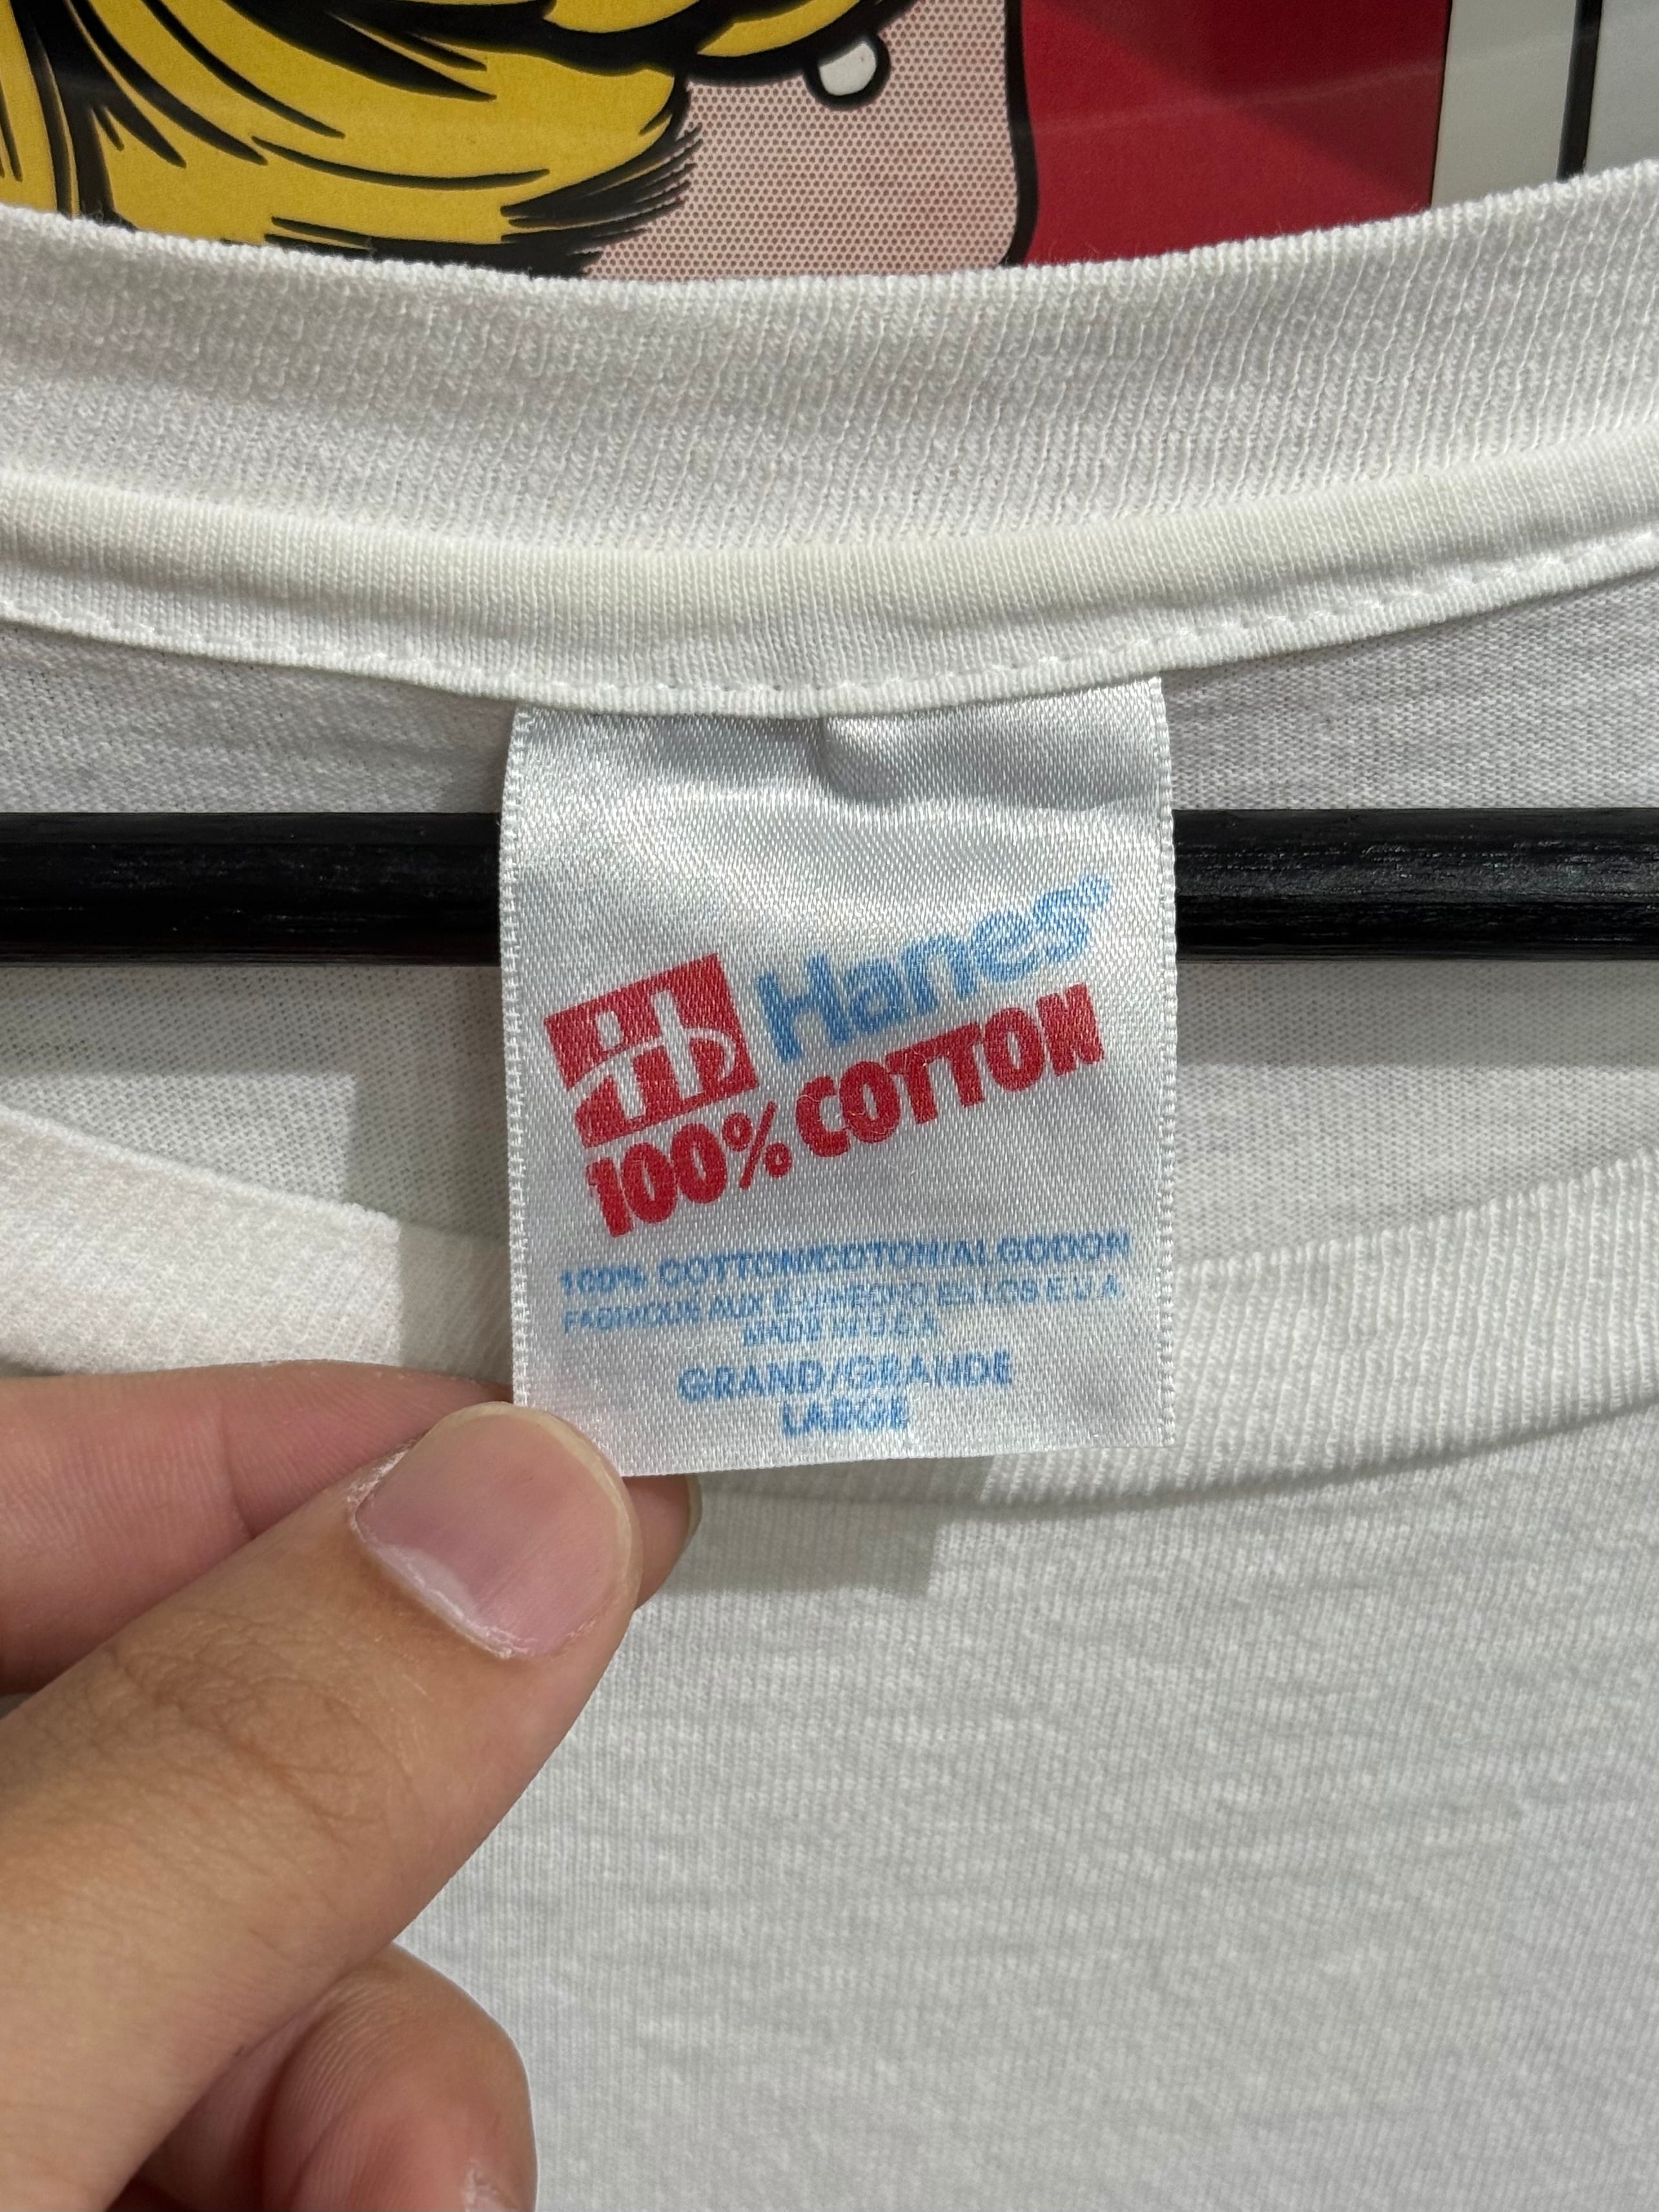 Hanes®
100% COTTON
100% COTTON/COTON/ALGODON
FABRIQUE AUX E.U/HECHO EN LOS E.U.A.
MADE IN U.S.A.
GRAND/GRANDE
LARGE